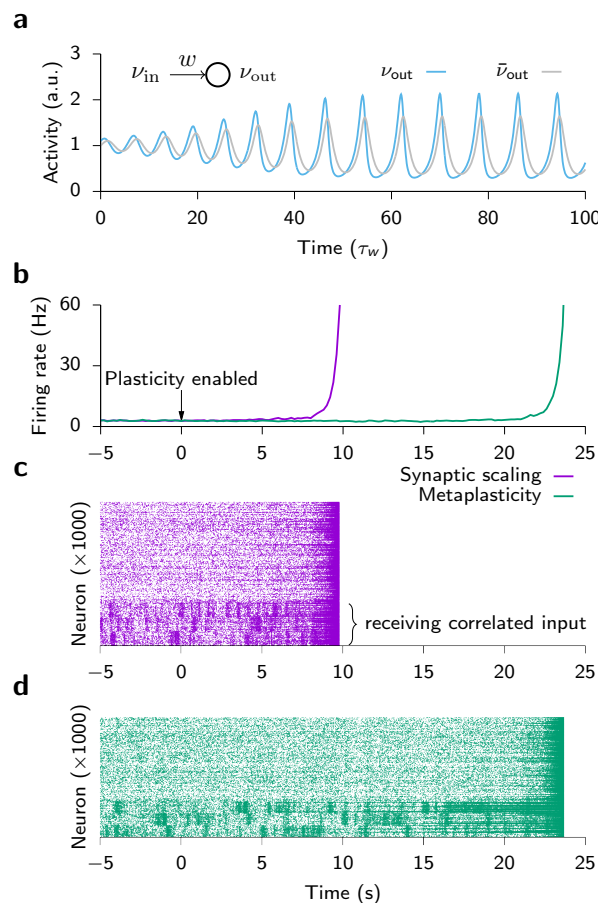 a
Activity (a.u.)
3
2
1
0
ν_in w ν_out
ν_out ν̄_out
0 20 40 60 80 100
Time (τ_w)
b
Firing rate (Hz)
60
30
0
Plasticity enabled
−5 0 5 10 15 20 25
Synaptic scaling
Metaplasticity
c
Neuron (×1000)
receiving correlated input
−5 0 5 10 15 20 25
d
Neuron (×1000)
−5 0 5 10 15 20 25
Time (s)